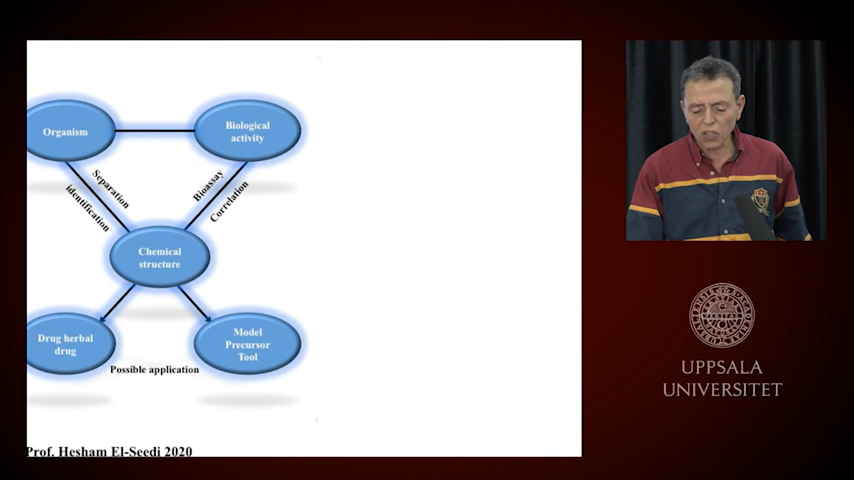 Organism
Biological
activity
Separation
identification
Bioassay
Correlation
Chemical
structure
Drug herbal
drug
Model
Precursor
Tool
Possible application
Prof. Hesham El-Seedi 2020
UPPSALA
UNIVERSITET